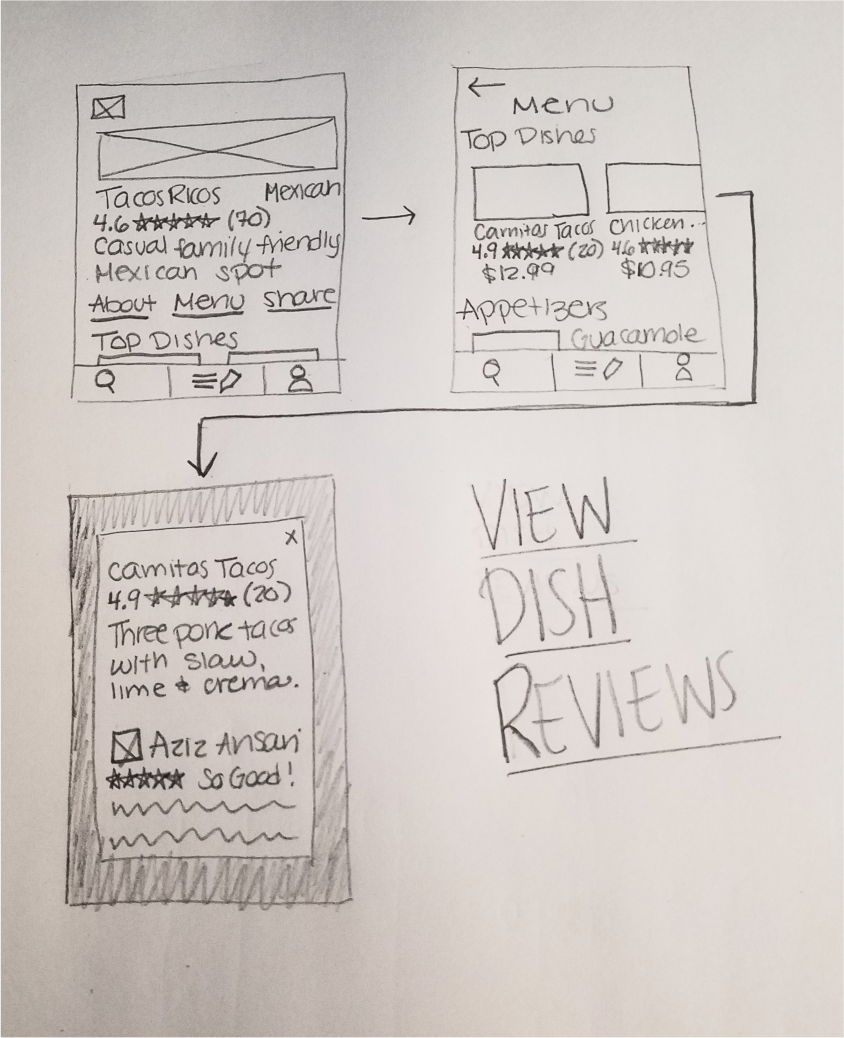 Tacos Ricos Mexican
4.6 ★★★★★ (70)
Casual family friendly
Mexican spot
About Menu share
Top Dishes
←
Menu
Top Dishes
Carnitas Tacos Chicken...
4.9 ★★★★★ (20) 4.6 ★★★★★
$12.99 $10.95
Appetizers
Guacamole
x
Carnitas Tacos
4.9 ★★★★★ (20)
Three pork tacos
with slaw,
lime & crema.
Aziz Ansari
★★★★★ So Good!
VIEW
DISH
REVIEWS